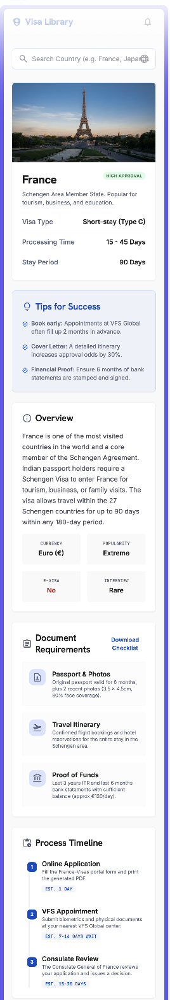 Visa Library
Search Country (e.g. France, Japan
France
HIGH APPROVAL
Schengen Area Member State. Popular for
tourism, business, and education.
Visa Type
Short-stay (Type C)
Processing Time
15 - 45 Days
Stay Period
90 Days
Tips for Success
Book early: Appointments at VFS Global
often fill up 2 months in advance.
Cover Letter: A detailed itinerary
increases approval odds by 30%.
Financial Proof: Ensure 6 months of bank
statements are stamped and signed.
Overview
France is one of the most visited
countries in the world and a core
member of the Schengen Agreement.
Indian passport holders require a
Schengen Visa to enter France for
tourism, business, or family visits. The
visa allows travel within the 27
Schengen countries for up to 90 days
within any 180-day period.
CURRENCY
Euro (€)
POPULARITY
Extreme
E-VISA
No
INTERVIEW
Rare
Document
Requirements
Download
Checklist
Passport & Photos
Original passport valid for 6 months,
plus 2 recent photos (3.5 x 4.5cm,
80% face coverage).
Travel Itinerary
Confirmed flight bookings and hotel
reservations for the entire stay in the
Schengen area.
Proof of Funds
Last 3 years ITR and last 6 months
bank statements with sufficient
balance (approx €120/day).
Process Timeline
1
Online Application
Fill the France-Visas portal form and print
the generated PDF.
EST. 1 DAY
2
VFS Appointment
Submit biometrics and physical documents
at your nearest VFS Global center.
EST. 7-14 DAYS WAIT
3
Consulate Review
The Consulate General of France reviews
your application and issues a decision.
EST. 15-20 DAYS